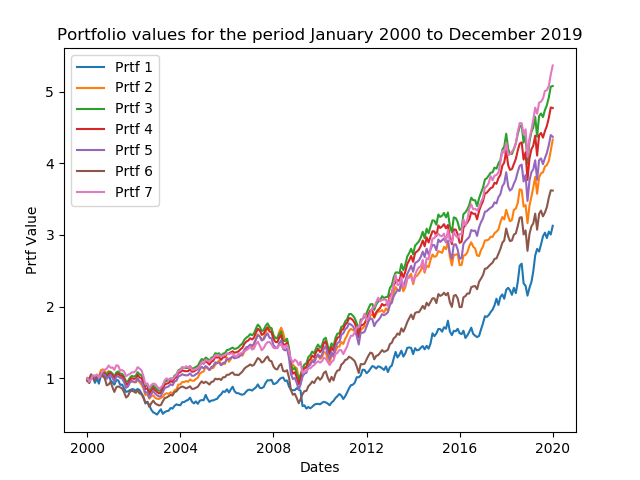 Portfolio values for the period January 2000 to December 2019
Prtf 1
Prtf 2
Prtf 3
Prtf 4
Prtf 5
Prtf 6
Prtf 7
5
4
3
2
1
Prtf Value
2000 2004 2008 2012 2016 2020
Dates